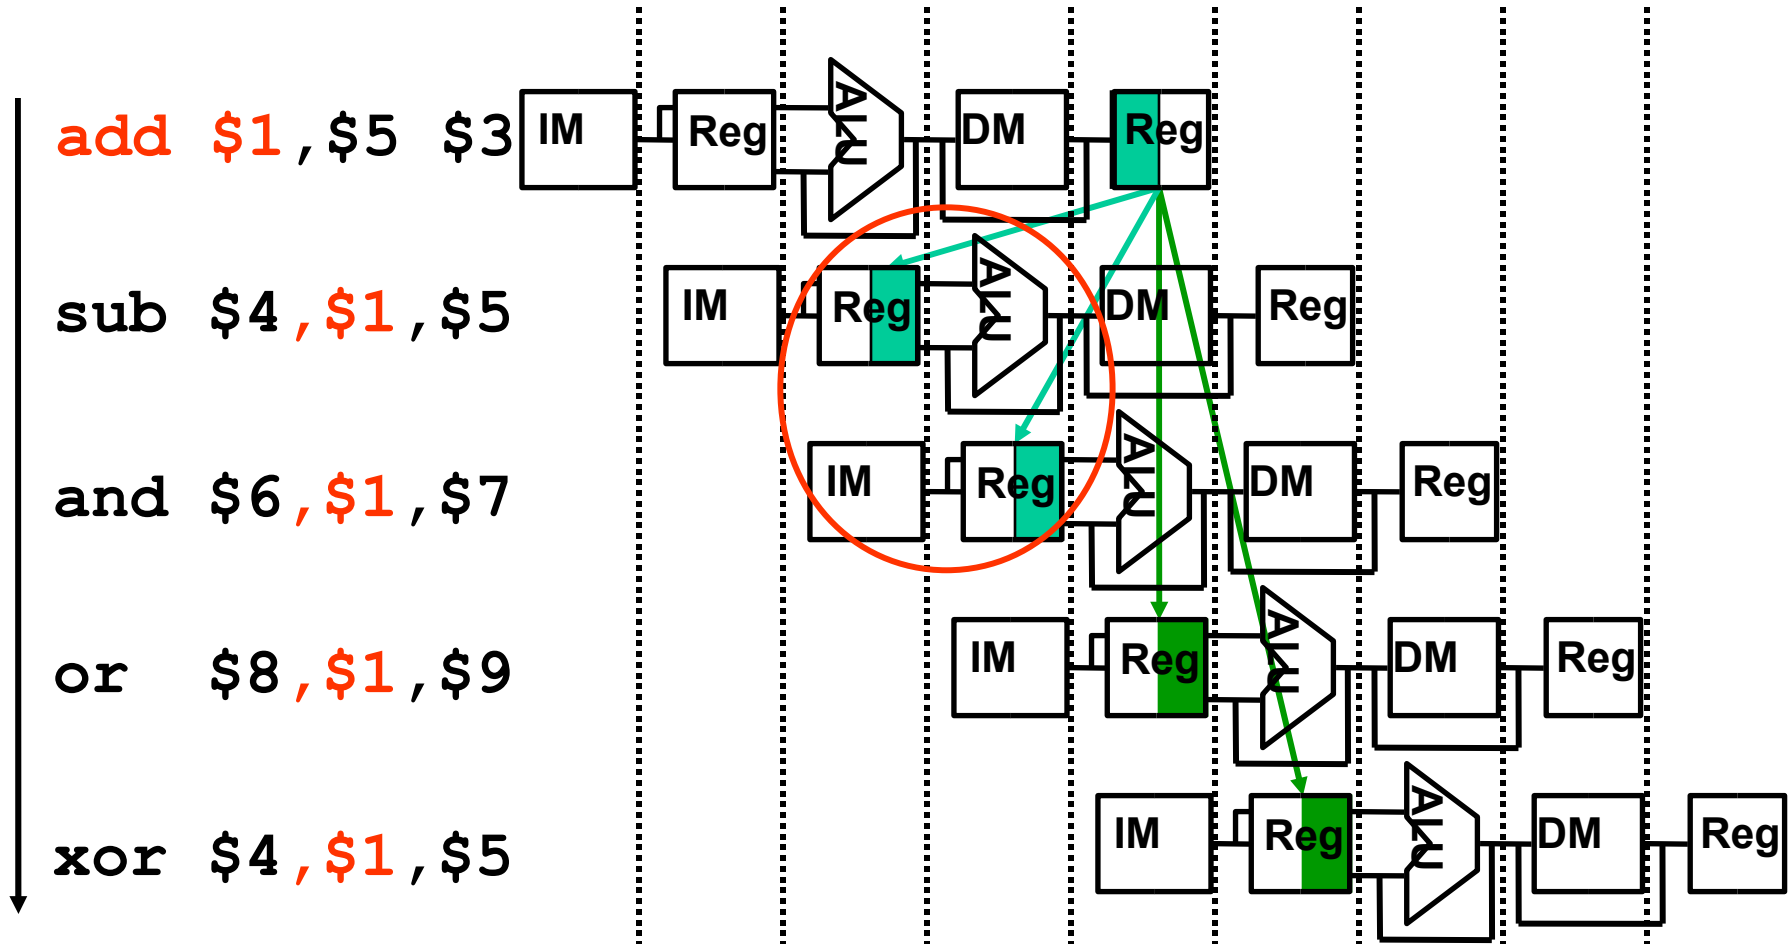 add $1,$5 $3 IM Reg ALU DM Reg
sub $4,$1,$5 IM Reg ALU DM Reg
and $6,$1,$7 IM Reg ALU DM Reg
or $8,$1,$9 IM Reg ALU DM Reg
xor $4,$1,$5 IM Reg ALU DM Reg